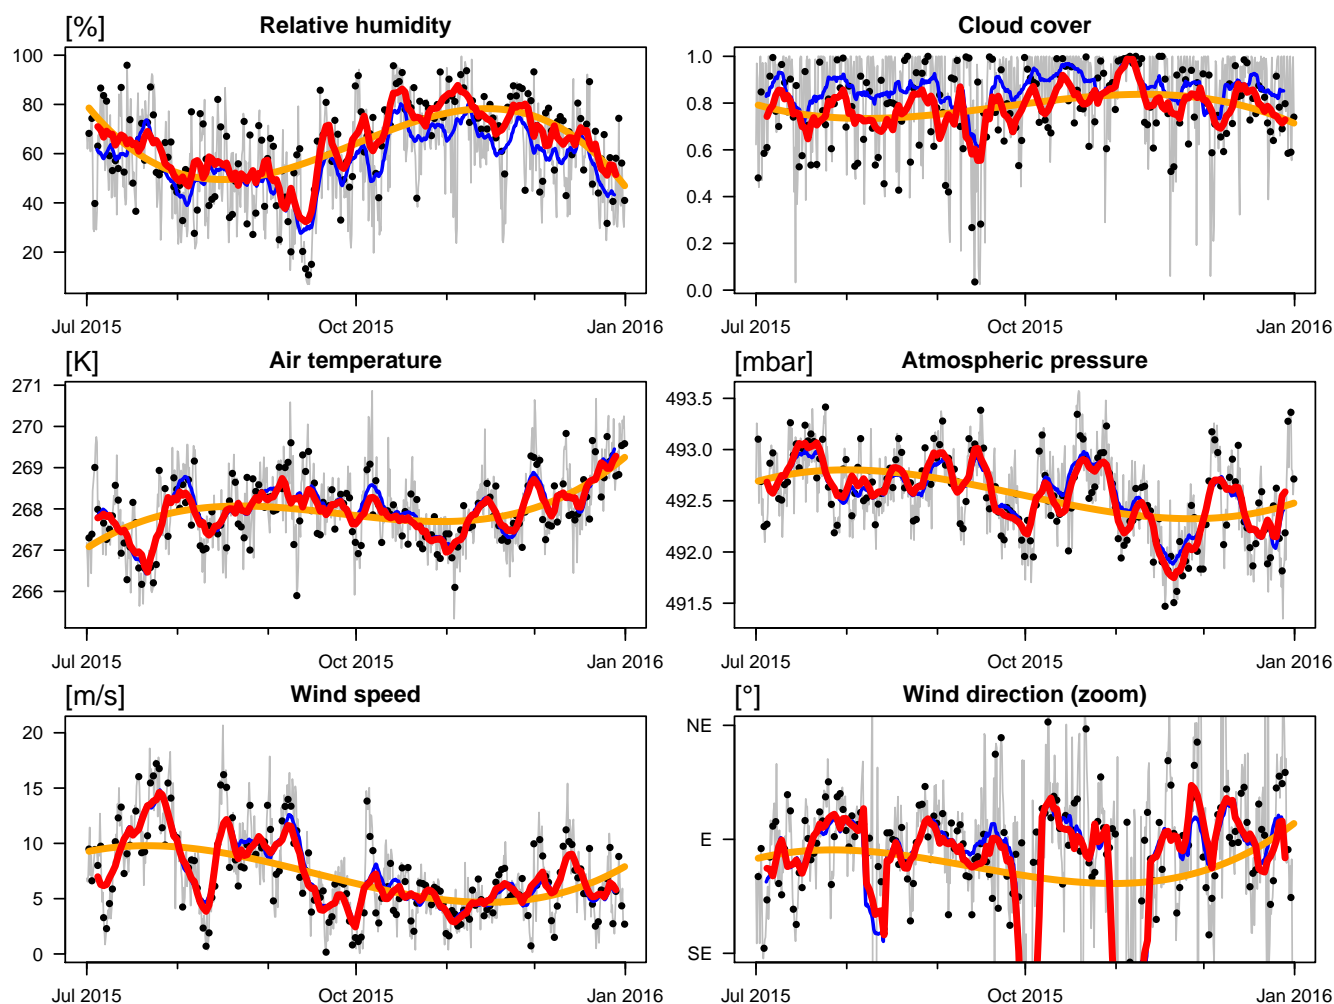 [%] Relative humidity
100
80
60
40
20
Jul 2015 Oct 2015 Jan 2016
Cloud cover
1.0
0.8
0.6
0.4
0.2
0.0
Jul 2015 Oct 2015 Jan 2016
[K] Air temperature
271
270
269
268
267
266
Jul 2015 Oct 2015 Jan 2016
[mbar] Atmospheric pressure
493.5
493.0
492.5
492.0
491.5
Jul 2015 Oct 2015 Jan 2016
[m/s] Wind speed
20
15
10
5
0
Jul 2015 Oct 2015 Jan 2016
[°] Wind direction (zoom)
NE
E
SE
Jul 2015 Oct 2015 Jan 2016